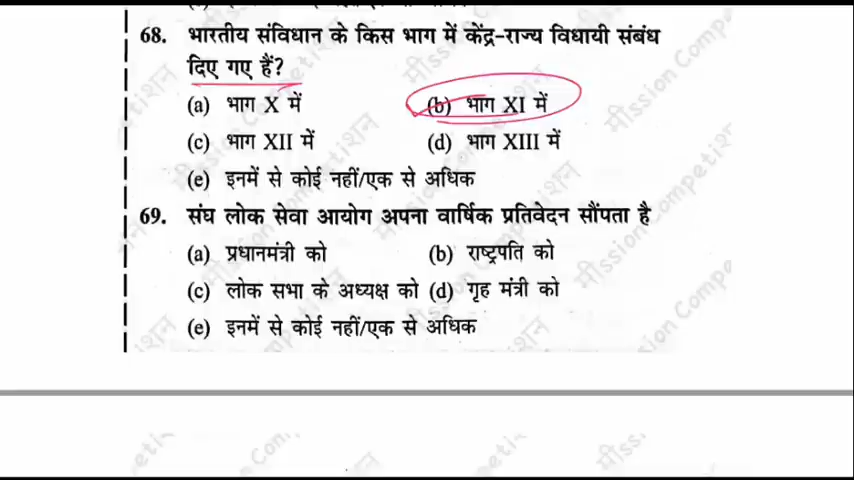 68. भारतीय संविधान के किस भाग में केंद्र-राज्य विधायी संबंध
दिए गए हैं?
(a) भाग X में (b) भाग XI में
(c) भाग XII में (d) भाग XIII में
(e) इनमें से कोई नहीं/एक से अधिक
69. संघ लोक सेवा आयोग अपना वार्षिक प्रतिवेदन सौंपता है
(a) प्रधानमंत्री को (b) राष्ट्रपति को
(c) लोक सभा के अध्यक्ष को (d) गृह मंत्री को
(e) इनमें से कोई नहीं/एक से अधिक